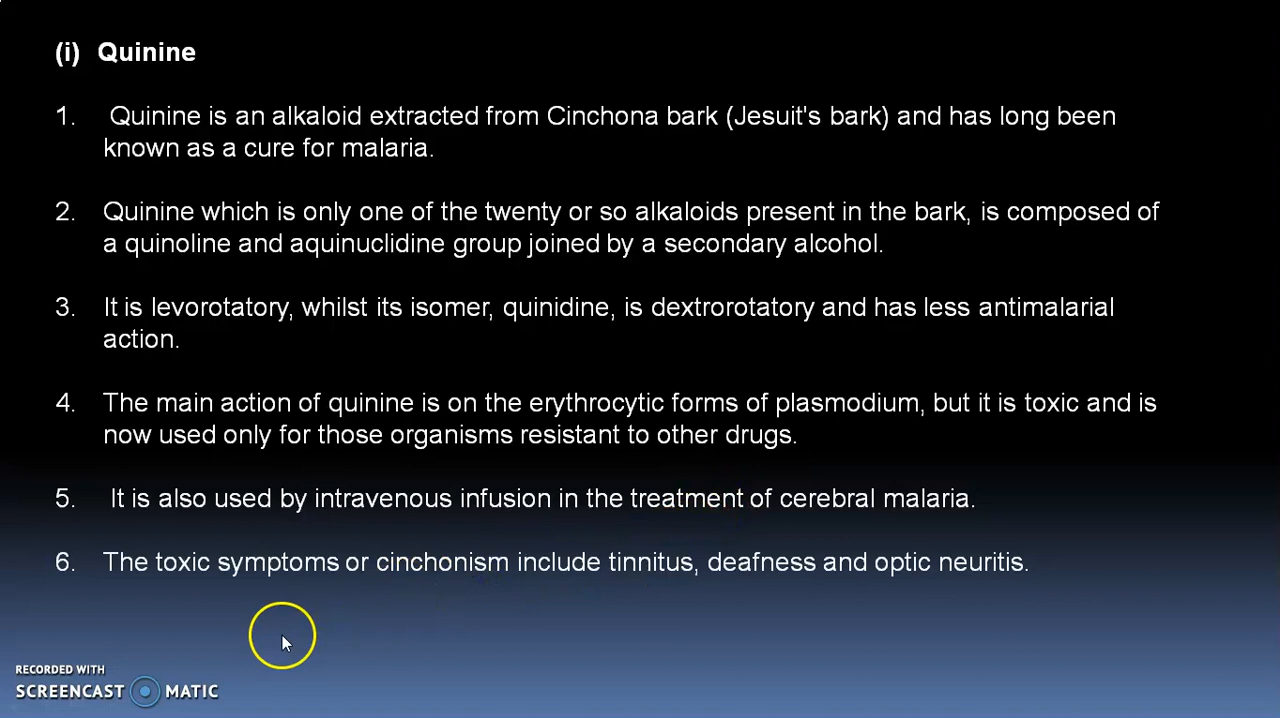 (i) Quinine
1. Quinine is an alkaloid extracted from Cinchona bark (Jesuit's bark) and has long been
known as a cure for malaria.
2. Quinine which is only one of the twenty or so alkaloids present in the bark, is composed of
a quinoline and aquinuclidine group joined by a secondary alcohol.
3. It is levorotatory, whilst its isomer, quinidine, is dextrorotatory and has less antimalarial
action.
4. The main action of quinine is on the erythrocytic forms of plasmodium, but it is toxic and is
now used only for those organisms resistant to other drugs.
5. It is also used by intravenous infusion in the treatment of cerebral malaria.
6. The toxic symptoms or cinchonism include tinnitus, deafness and optic neuritis.
RECORDED WITH
SCREENCAST MATIC